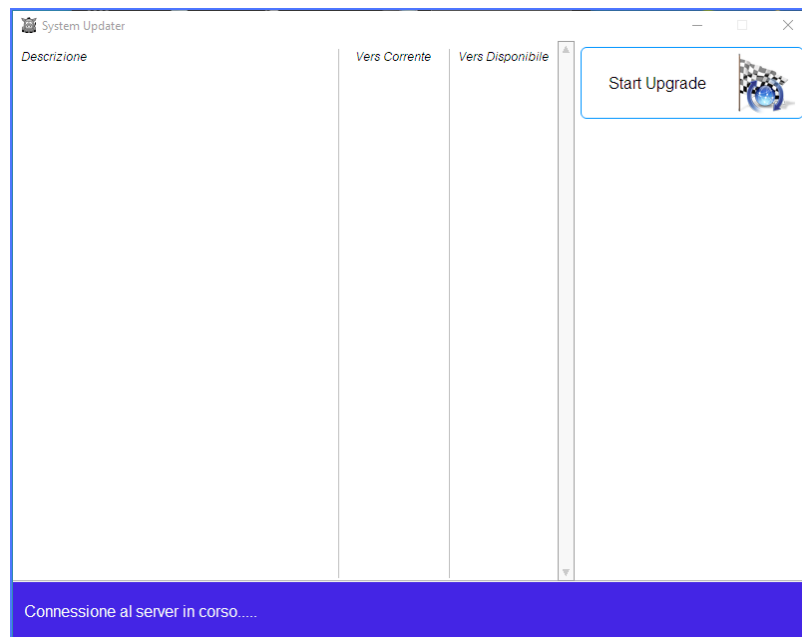 System Updater
Descrizione Vers Corrente Vers Disponibile
Start Upgrade
Connessione al server in corso.....